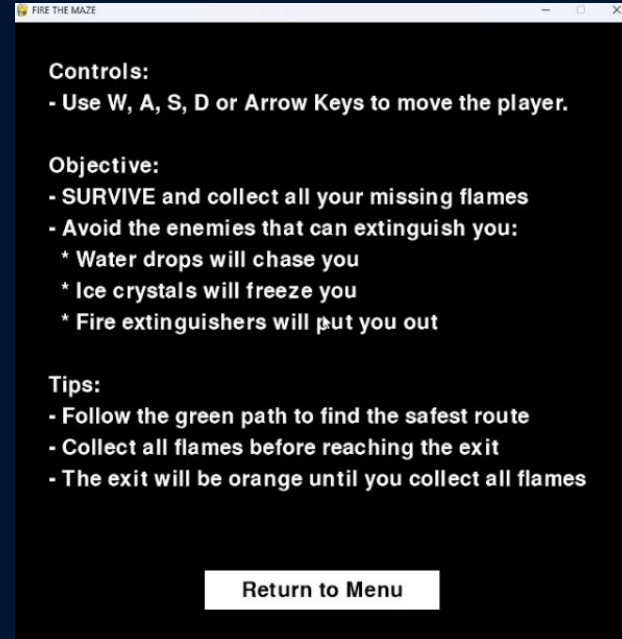 FIRE THE MAZE
Controls:
- Use W, A, S, D or Arrow Keys to move the player.
Objective:
- SURVIVE and collect all your missing flames
- Avoid the enemies that can extinguish you:
* Water drops will chase you
* Ice crystals will freeze you
* Fire extinguishers will put you out
Tips:
- Follow the green path to find the safest route
- Collect all flames before reaching the exit
- The exit will be orange until you collect all flames
Return to Menu